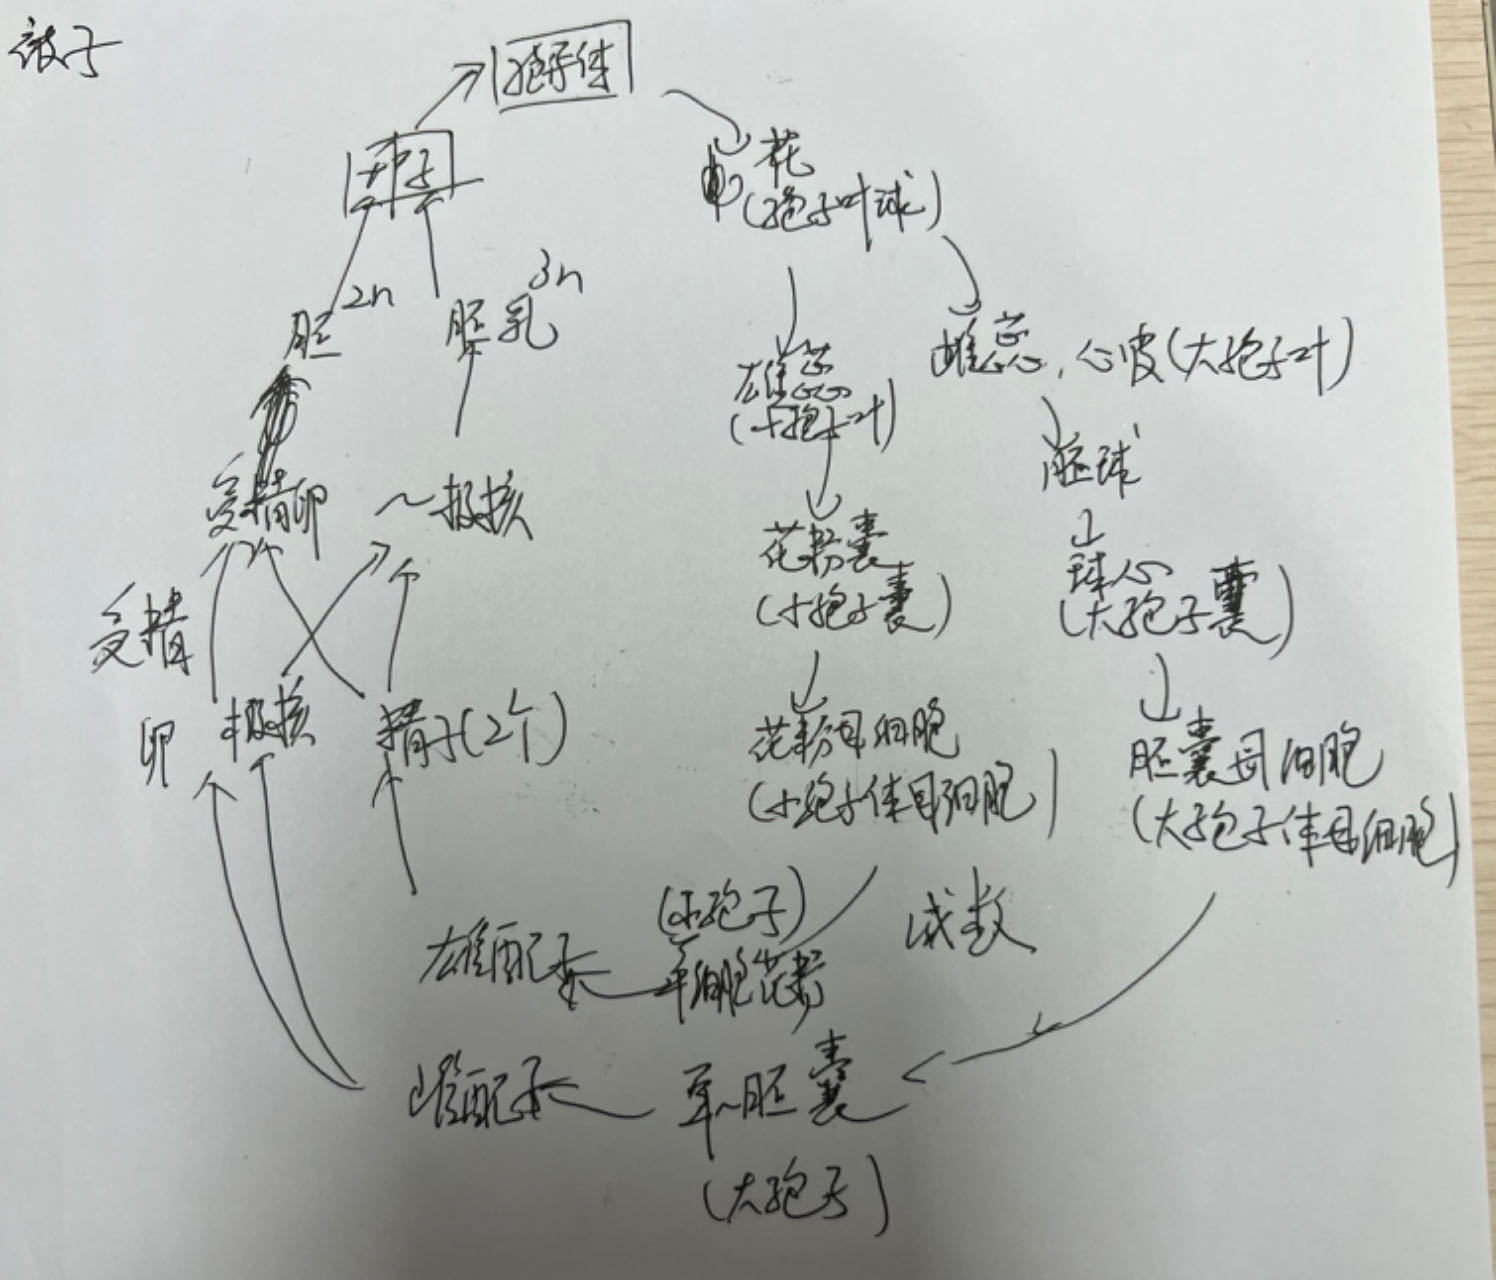 被子
孢子体
种子
花
(孢子叶球)
2n
3n
胚
胚乳
雄蕊
(小孢子叶)
雌蕊,心皮(大孢子叶)
胚珠
受精卵
～极核
花粉囊
(小孢子囊)
珠心
(大孢子囊)
受精
卵
极核
精子(2个)
花粉母细胞
(小孢子体母细胞)
胚囊母细胞
(大孢子体母细胞)
(小孢子)
减数
雄配子
单细胞花粉
雌配子
单～胚囊
(大孢子)